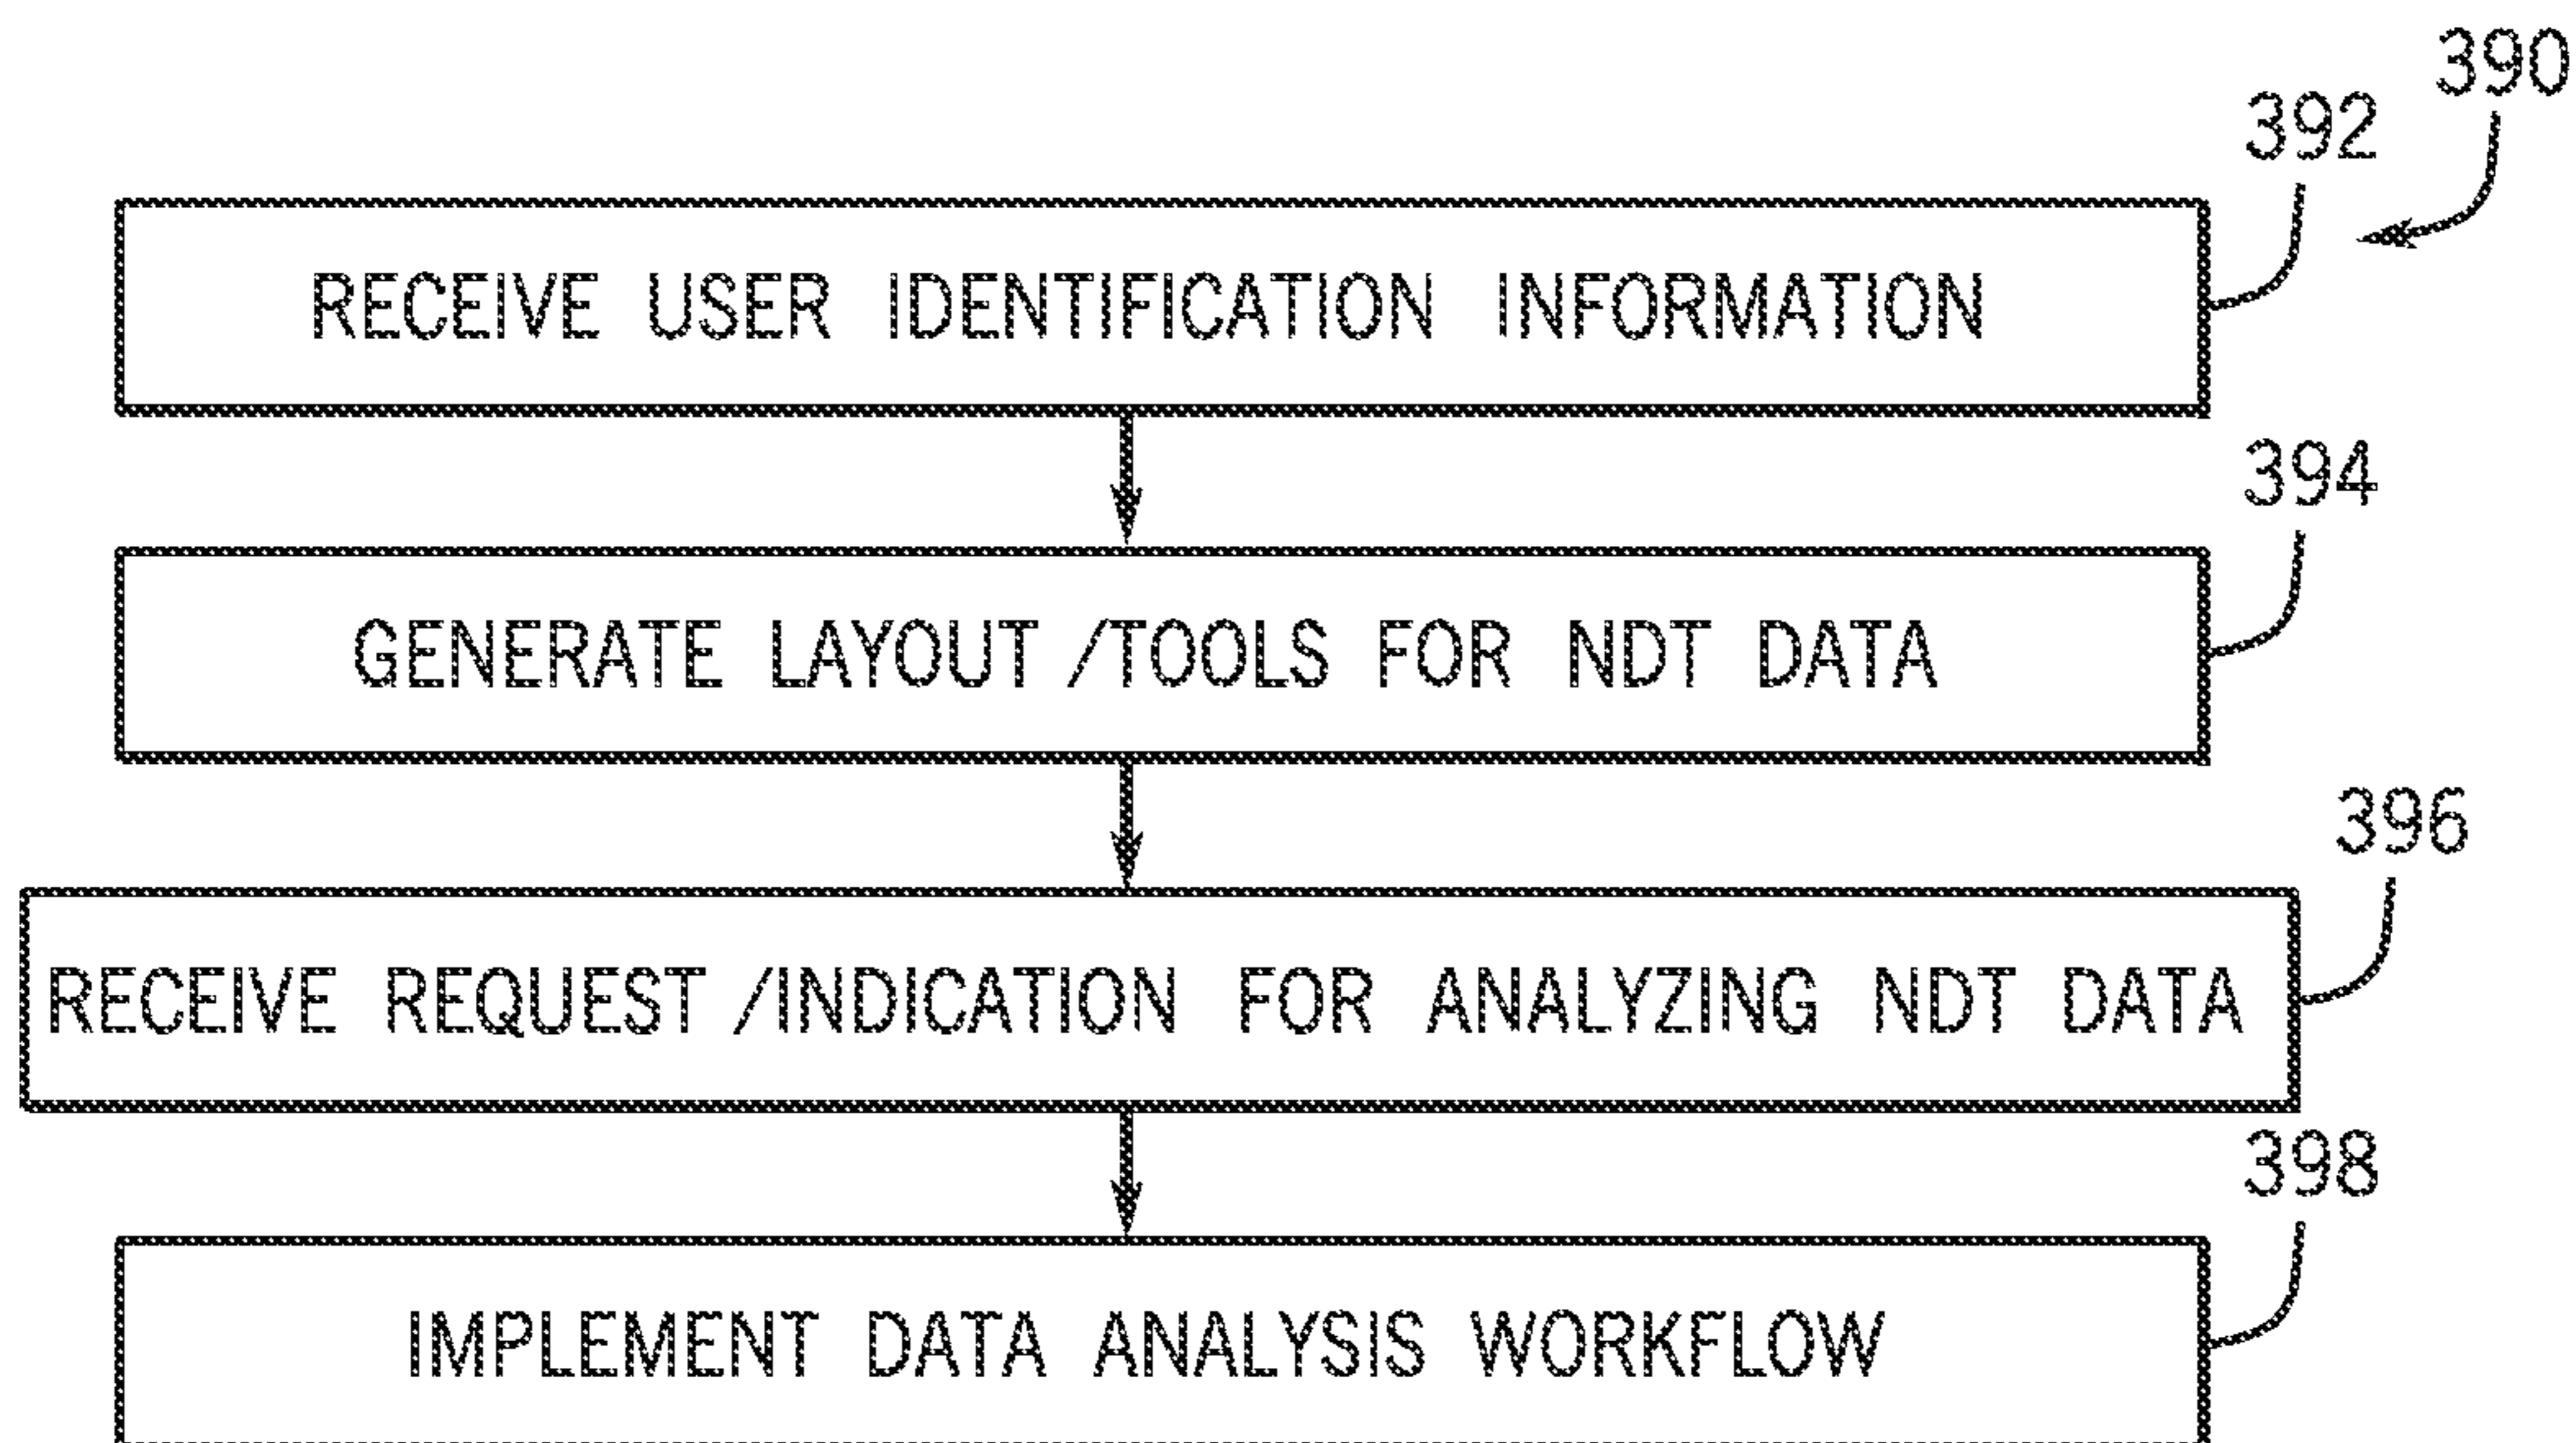 390
392
RECEIVE USER IDENTIFICATION INFORMATION
394
GENERATE LAYOUT /TOOLS FOR NDT DATA
396
RECEIVE REQUEST /INDICATION FOR ANALYZING NDT DATA
398
IMPLEMENT DATA ANALYSIS WORKFLOW